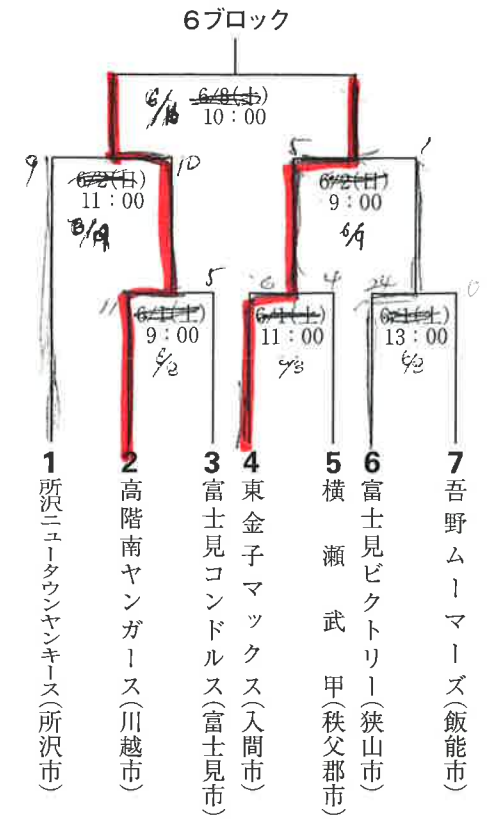 6ブロック
6/8(土)
10:00
9
10
6/2(日)
11:00
5
1
6/2(日)
9:00
6/9
11
5
6/1(土)
9:00
6/2
6
4
6/1(土)
11:00
24
0
6/1(土)
13:00
6/2
1
所沢ニュータウンヤンキース(所沢市)
2
高階南ヤンガース(川越市)
3
富士見コンドルス(富士見市)
4
東金子マックス(入間市)
5
横瀬武甲(秩父郡市)
6
富士見ビクトリー(狭山市)
7
吾野ムーマーズ(飯能市)